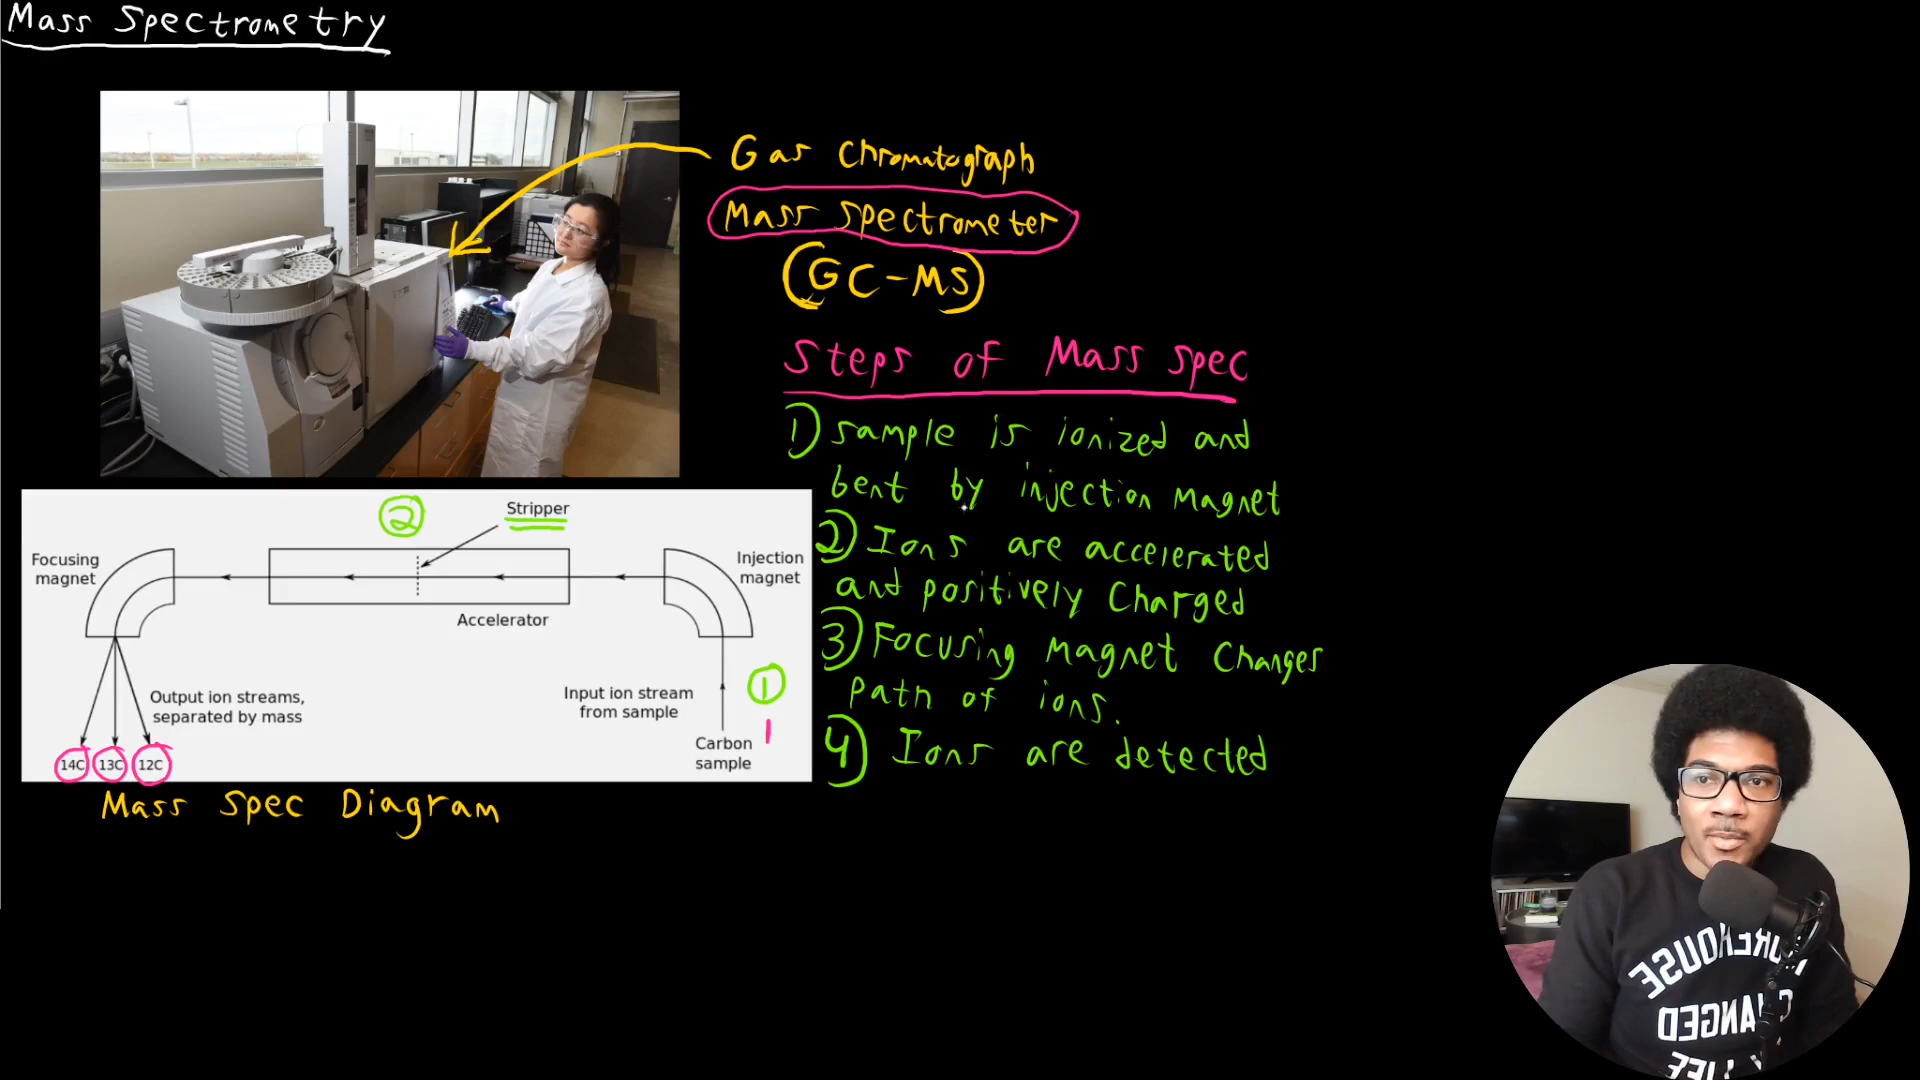 Mass Spectrometry
Gas Chromatograph
Mass Spectrometer
(GC-MS)
Steps of Mass Spec
1) Sample is ionized and
bent by injection Magnet
2) Ions are accelerated
and positively Charged
3) Focusing Magnet Changes
Path of ions.
4) Ions are detected
2
Stripper
Focusing
magnet
Injection
magnet
Accelerator
Output ion streams,
separated by mass
Input ion stream
from sample
1
1
Carbon
sample
14C 13C 12C
Mass Spec Diagram
CHANGED
LIFE